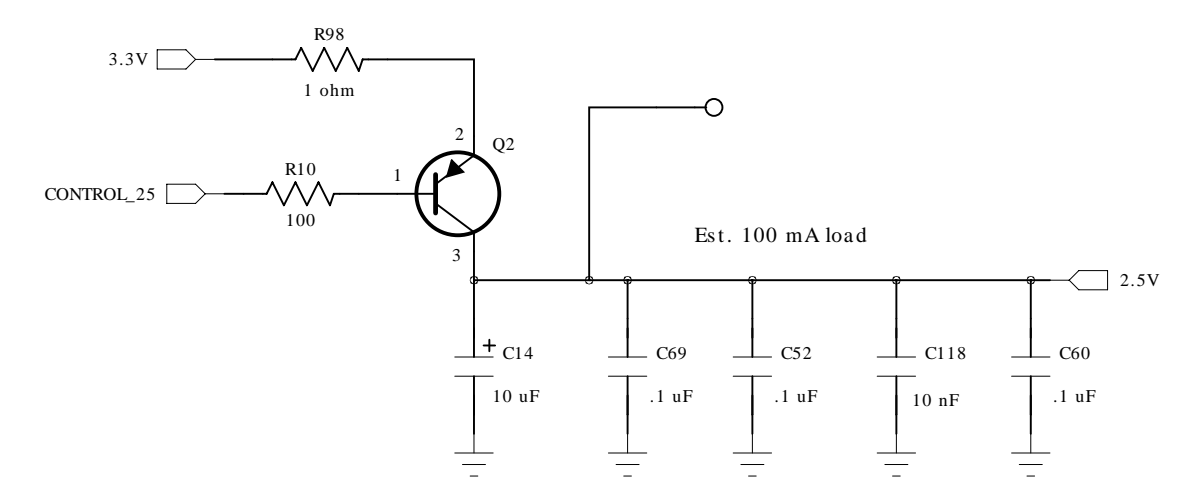 R98
3.3V
1 ohm
2
Q2
R10
1
CONTROL_25
100
3
Est. 100 mA load
2.5V
+
C14
C69
C52
C118
C60
10 uF
.1 uF
.1 uF
10 nF
.1 uF